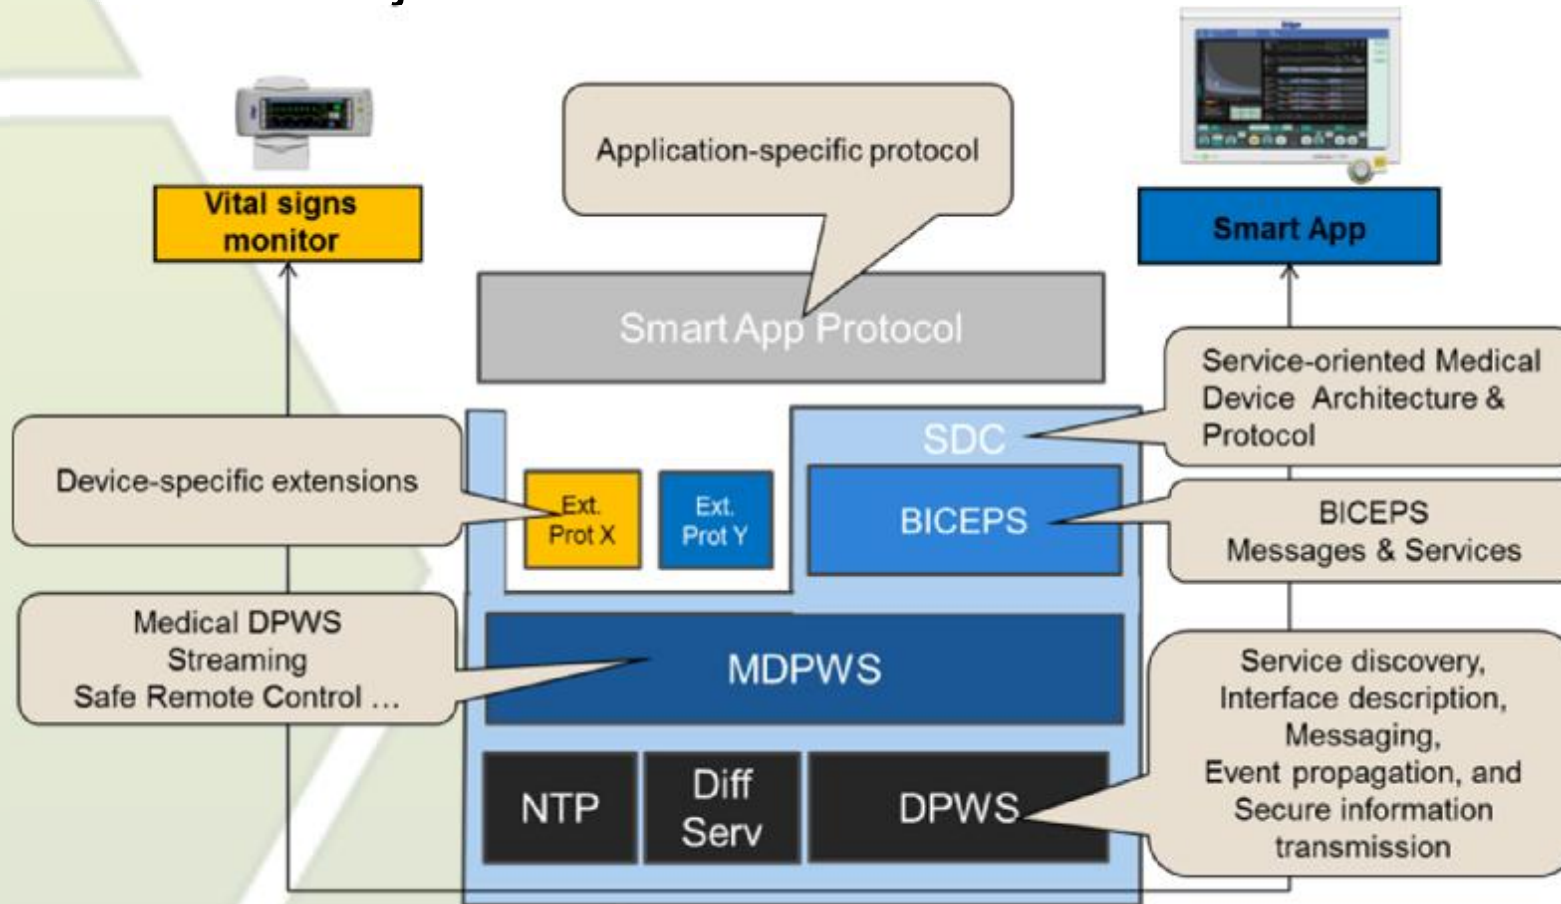 Application-specific protocol
Vital signs
monitor
Smart App
Smart App Protocol
Service-oriented Medical
Device Architecture &
Protocol
SDC
Device-specific extensions
Ext.
Prot X
Ext.
Prot Y
BICEPS
BICEPS
Messages & Services
Medical DPWS
Streaming
Safe Remote Control ...
MDPWS
Service discovery,
Interface description,
Messaging,
Event propagation, and
Secure information
transmission
NTP
Diff
Serv
DPWS